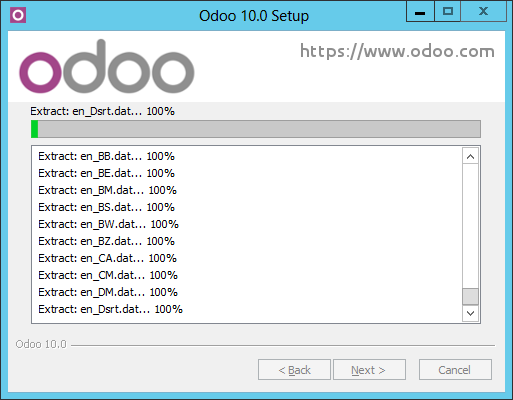 Odoo 10.0 Setup
odoo
https://www.odoo.com
Extract: en_Dsrt.dat... 100%
Extract: en_BB.dat... 100%
Extract: en_BE.dat... 100%
Extract: en_BM.dat... 100%
Extract: en_BS.dat... 100%
Extract: en_BW.dat... 100%
Extract: en_BZ.dat... 100%
Extract: en_CA.dat... 100%
Extract: en_CM.dat... 100%
Extract: en_DM.dat... 100%
Extract: en_Dsrt.dat... 100%
Odoo 10.0
< Back
Next >
Cancel